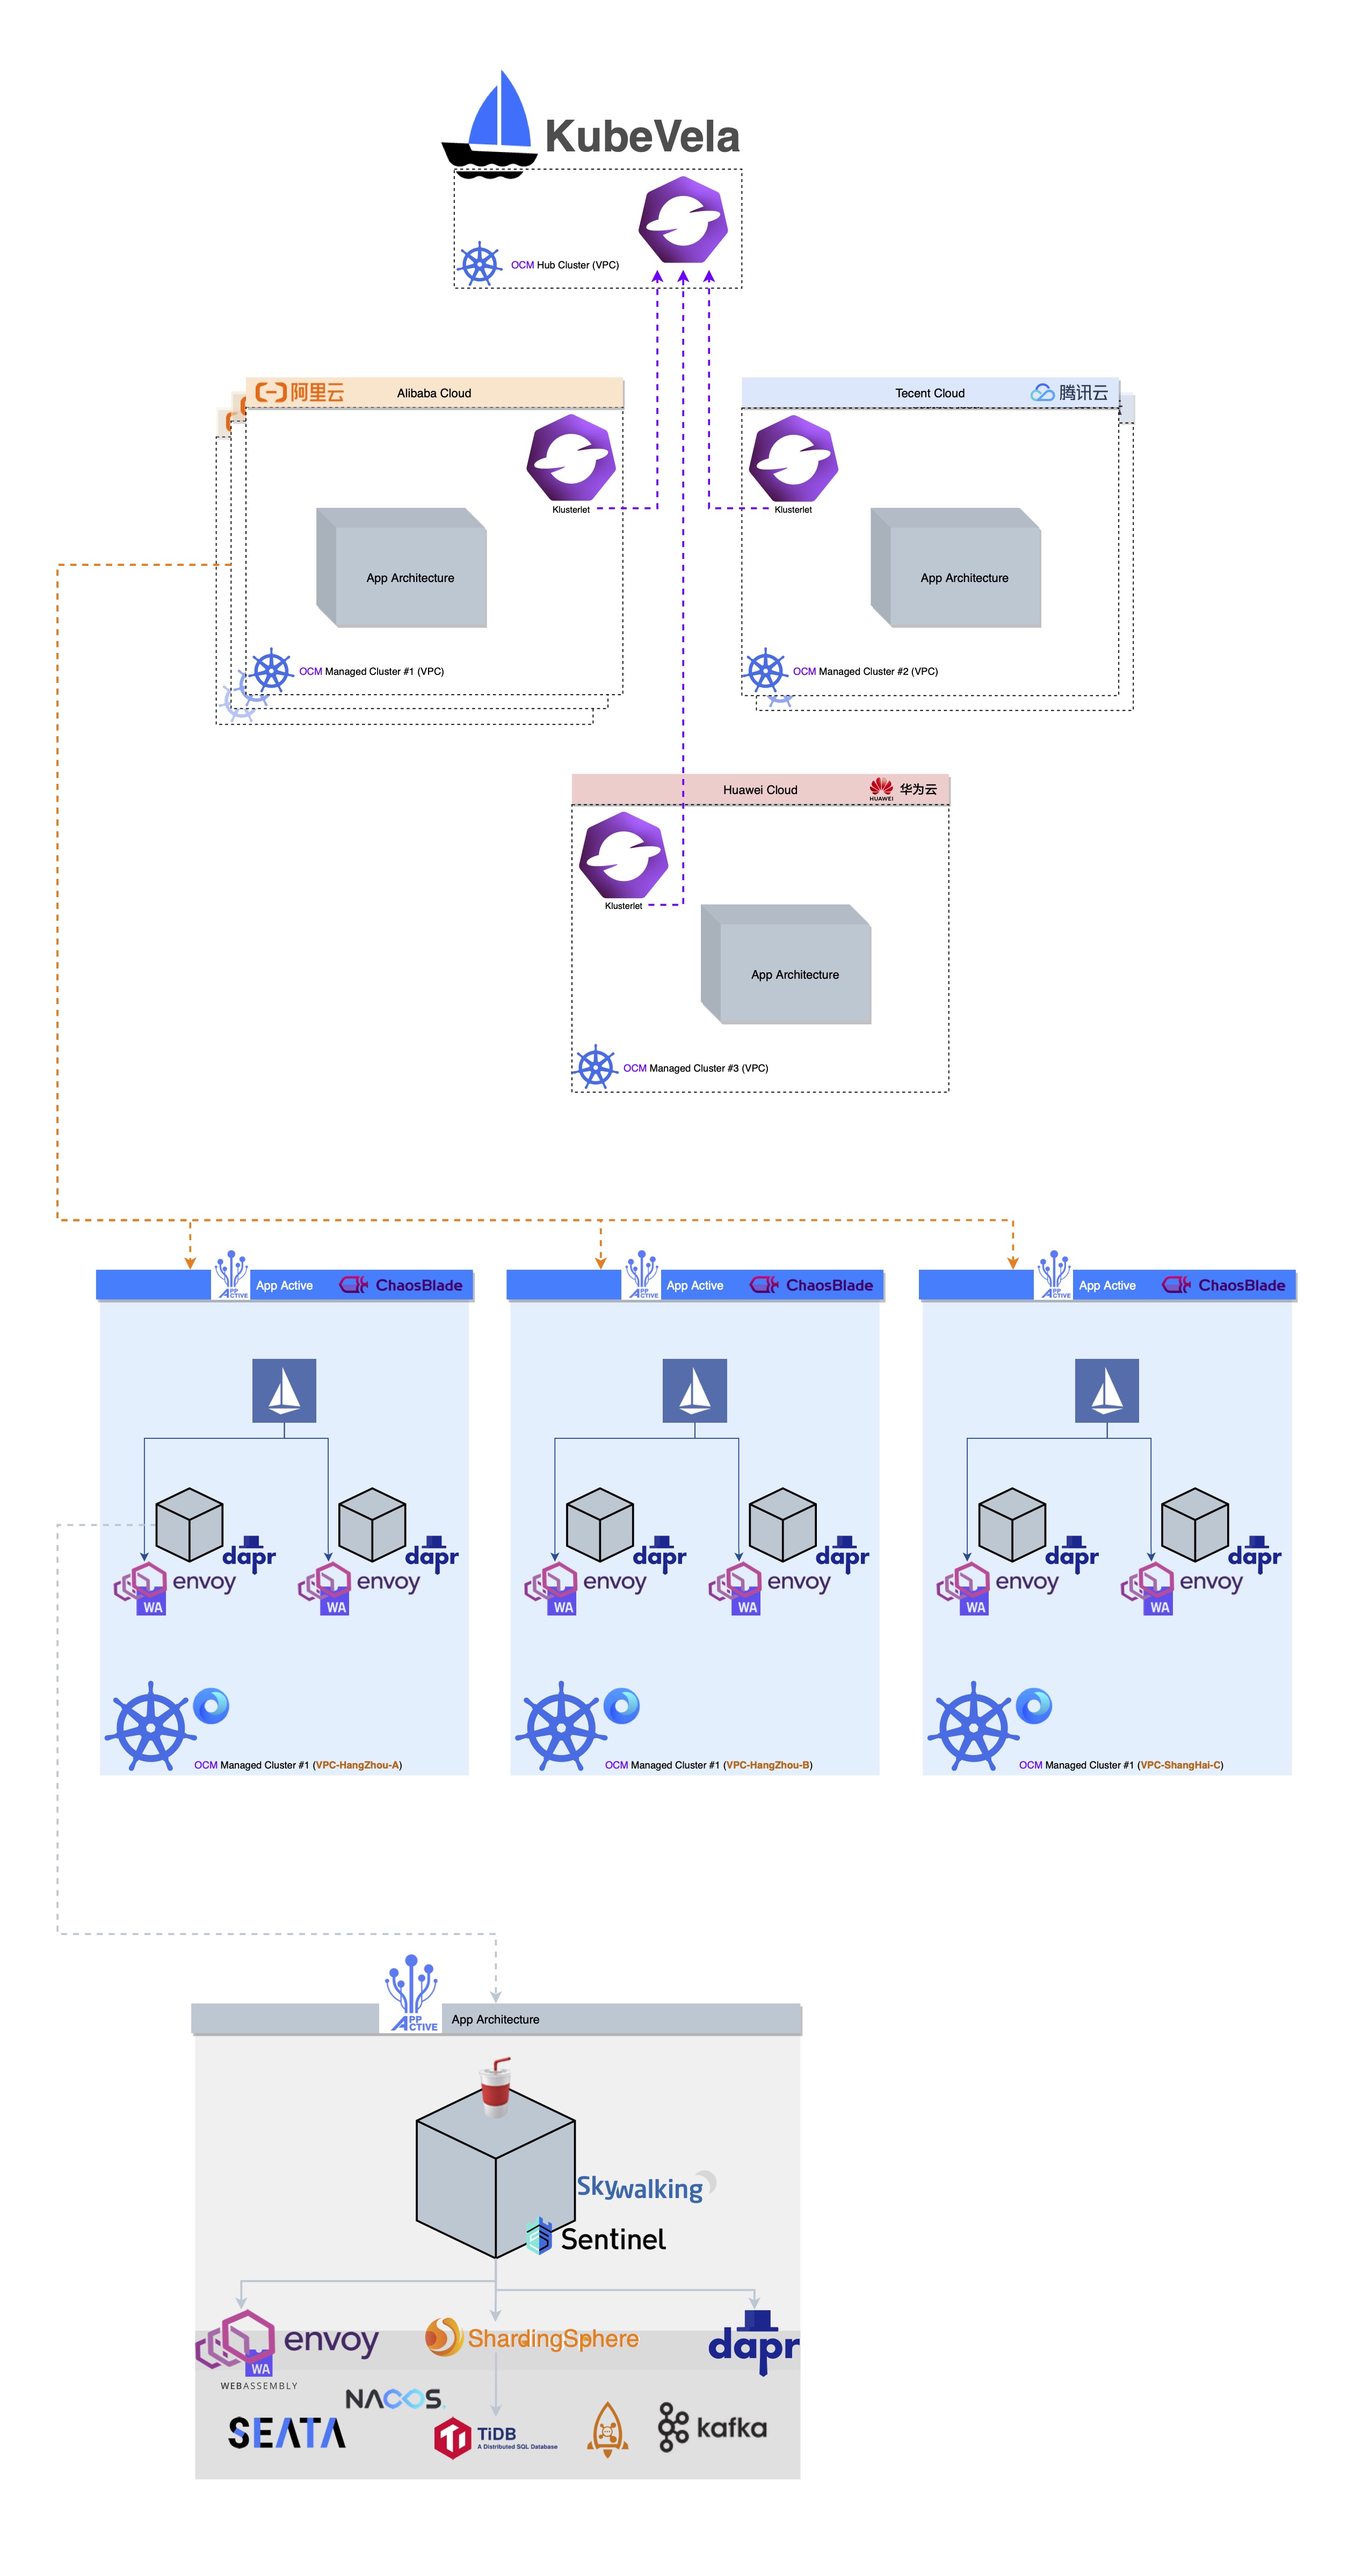 KubeVela
OCM Hub Cluster (VPC)
阿里云
Alibaba Cloud
Tecent Cloud
腾讯云
Klusterlet
Klusterlet
App Architecture
App Architecture
OCM Managed Cluster #1 (VPC)
OCM Managed Cluster #2 (VPC)
Huawei Cloud
HUAWEI
华为云
Klusterlet
App Architecture
OCM Managed Cluster #3 (VPC)
APP ACTIVE
App Active
ChaosBlade
APP ACTIVE
App Active
ChaosBlade
APP ACTIVE
App Active
ChaosBlade
dapr
dapr
dapr
dapr
dapr
dapr
envoy
WA
envoy
WA
envoy
WA
envoy
WA
envoy
WA
envoy
WA
OCM Managed Cluster #1 (VPC-HangZhou-A)
OCM Managed Cluster #1 (VPC-HangZhou-B)
OCM Managed Cluster #1 (VPC-ShangHai-C)
APP ACTIVE
App Architecture
Skywalking
Sentinel
envoy
WA
WEBASSEMBLY
ShardingSphere
dapr
NACOS.
SEATA
TiDB
A Distributed SQL Database
kafka